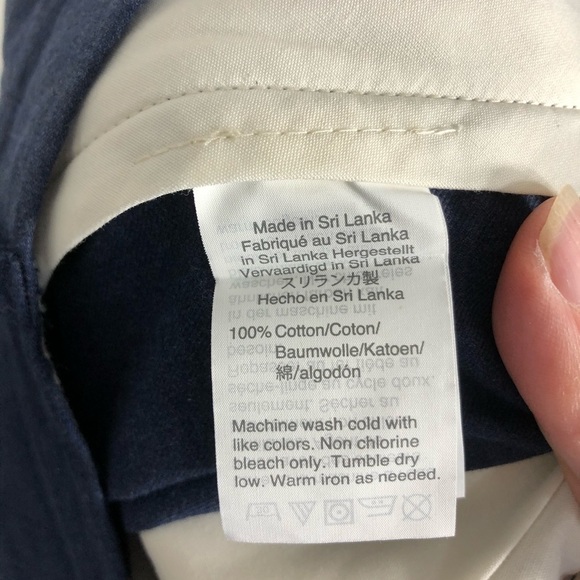 Made in Sri Lanka
Fabriqué au Sri Lanka
in Sri Lanka Hergestellt
Vervaardigd in Sri Lanka
スリランカ製
Hecho en Sri Lanka
100% Cotton/Coton/
Baumwolle/Katoen/
綿/algodón
Machine wash cold with
like colors. Non chlorine
bleach only. Tumble dry
low. Warm iron as needed.